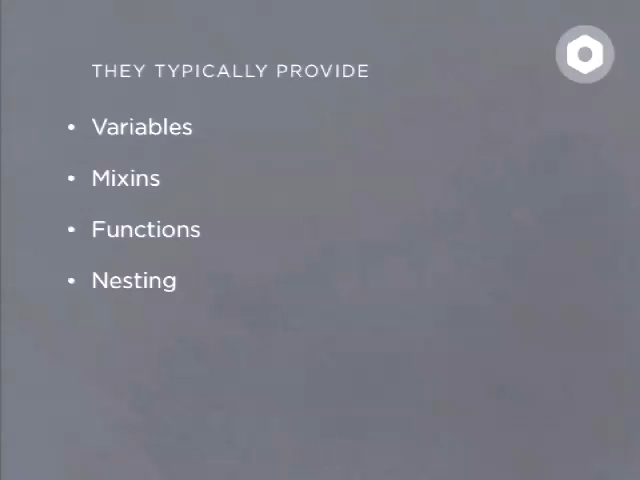 THEY TYPICALLY PROVIDE
• Variables
• Mixins
• Functions
• Nesting